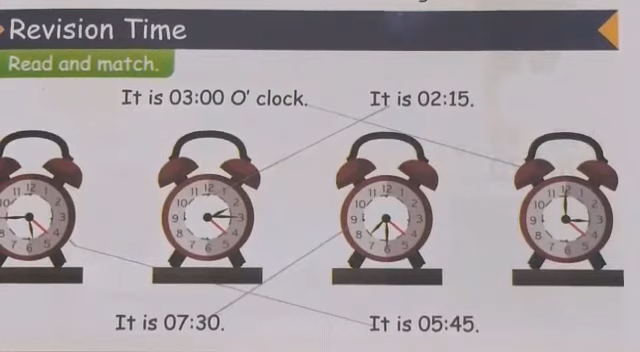 Revision Time
Read and match.
It is 03:00 O' clock.
It is 02:15.
It is 07:30.
It is 05:45.